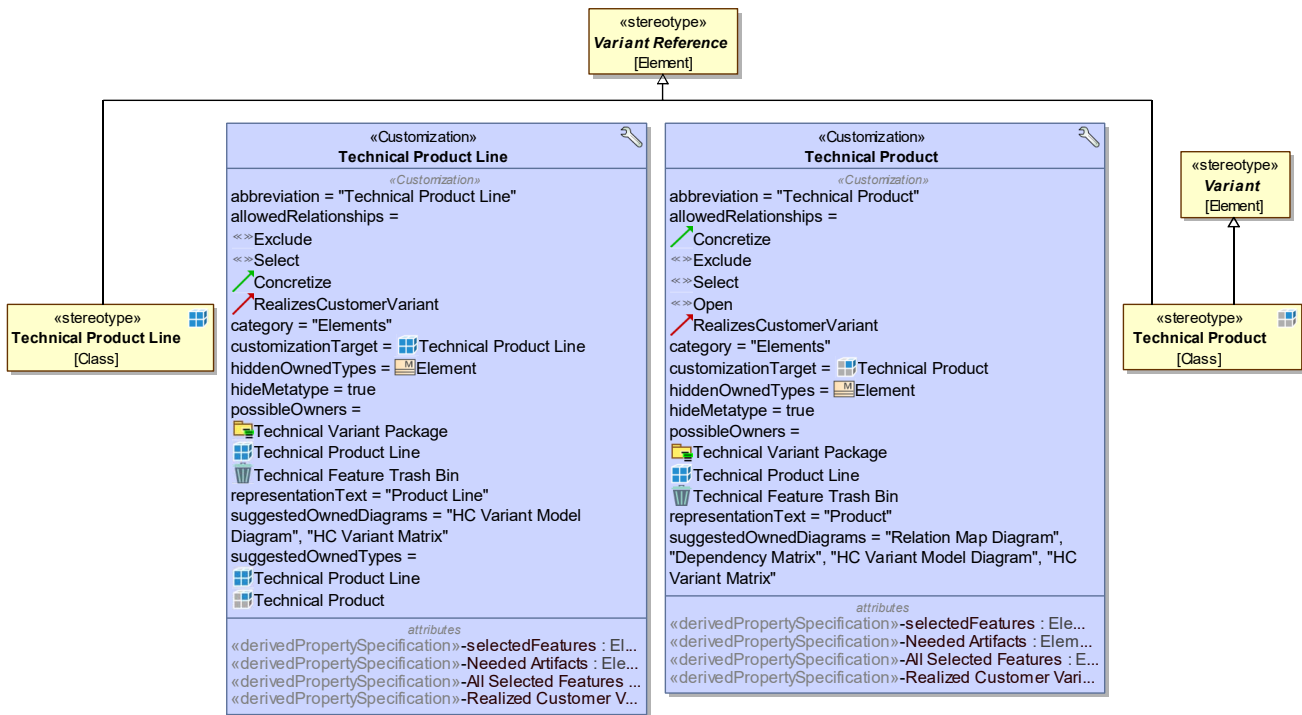 «stereotype»
Variant Reference
[Element]
«Customization»
Technical Product Line
«Customization»
abbreviation = "Technical Product Line"
allowedRelationships =
«»Exclude
«»Select
Concretize
RealizesCustomerVariant
category = "Elements"
customizationTarget = Technical Product Line
hiddenOwnedTypes = M Element
hideMetatype = true
possibleOwners =
Technical Variant Package
Technical Product Line
Technical Feature Trash Bin
representationText = "Product Line"
suggestedOwnedDiagrams = "HC Variant Model
Diagram", "HC Variant Matrix"
suggestedOwnedTypes =
Technical Product Line
Technical Product
attributes
«derivedPropertySpecification»-selectedFeatures : El...
«derivedPropertySpecification»-Needed Artifacts : Ele...
«derivedPropertySpecification»-All Selected Features ...
«derivedPropertySpecification»-Realized Customer V...
«Customization»
Technical Product
«Customization»
abbreviation = "Technical Product"
allowedRelationships =
Concretize
«»Exclude
«»Select
«»Open
RealizesCustomerVariant
category = "Elements"
customizationTarget = Technical Product
hiddenOwnedTypes = M Element
hideMetatype = true
possibleOwners =
Technical Variant Package
Technical Product Line
Technical Feature Trash Bin
representationText = "Product"
suggestedOwnedDiagrams = "Relation Map Diagram",
"Dependency Matrix", "HC Variant Model Diagram", "HC
Variant Matrix"
attributes
«derivedPropertySpecification»-selectedFeatures : Ele...
«derivedPropertySpecification»-Needed Artifacts : Elem...
«derivedPropertySpecification»-All Selected Features : E...
«derivedPropertySpecification»-Realized Customer Vari...
«stereotype»
Variant
[Element]
«stereotype»
Technical Product Line
[Class]
«stereotype»
Technical Product
[Class]